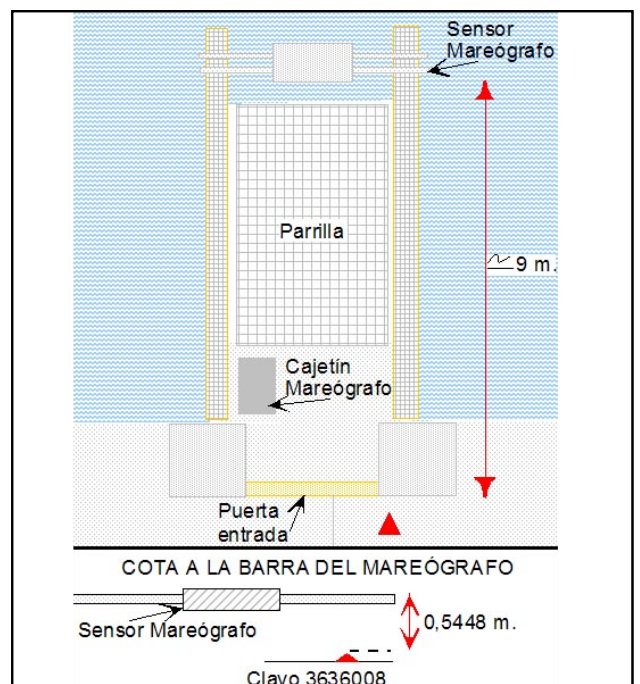 Sensor
Mareógrafo
Parrilla
9 m.
Cajetín
Mareógrafo
Puerta
entrada
COTA A LA BARRA DEL MAREÓGRAFO
0,5448 m.
Sensor Mareógrafo
Clavo 3636008